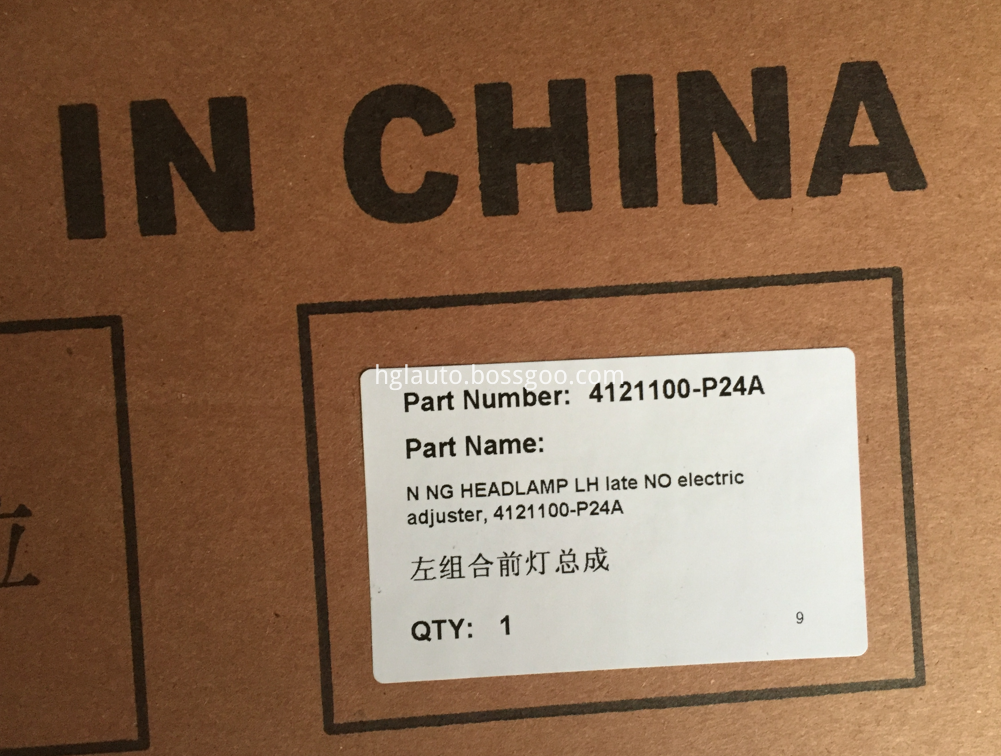 IN CHINA
hglauto.bossgoo.com
Part Number: 4121100-P24A
Part Name:
N NG HEADLAMP LH late NO electric
adjuster, 4121100-P24A
左组合前灯总成
QTY: 1
9